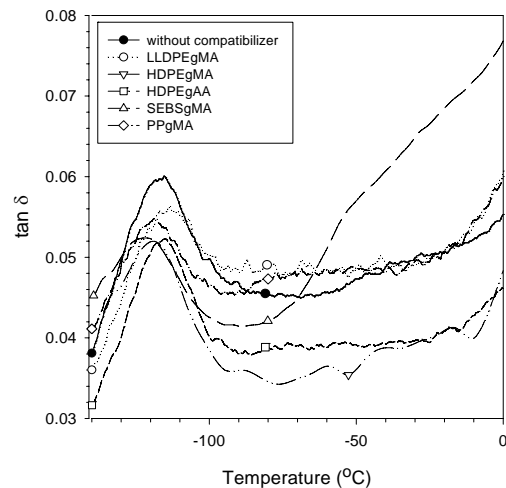 0.08
without compatibilizer
LLDPEgMA
HDPEgMA
HDPEgAA
SEBSgMA
PPgMA
0.07
0.06
tan δ
0.05
0.04
0.03
-100
-50
0
Temperature (°C)